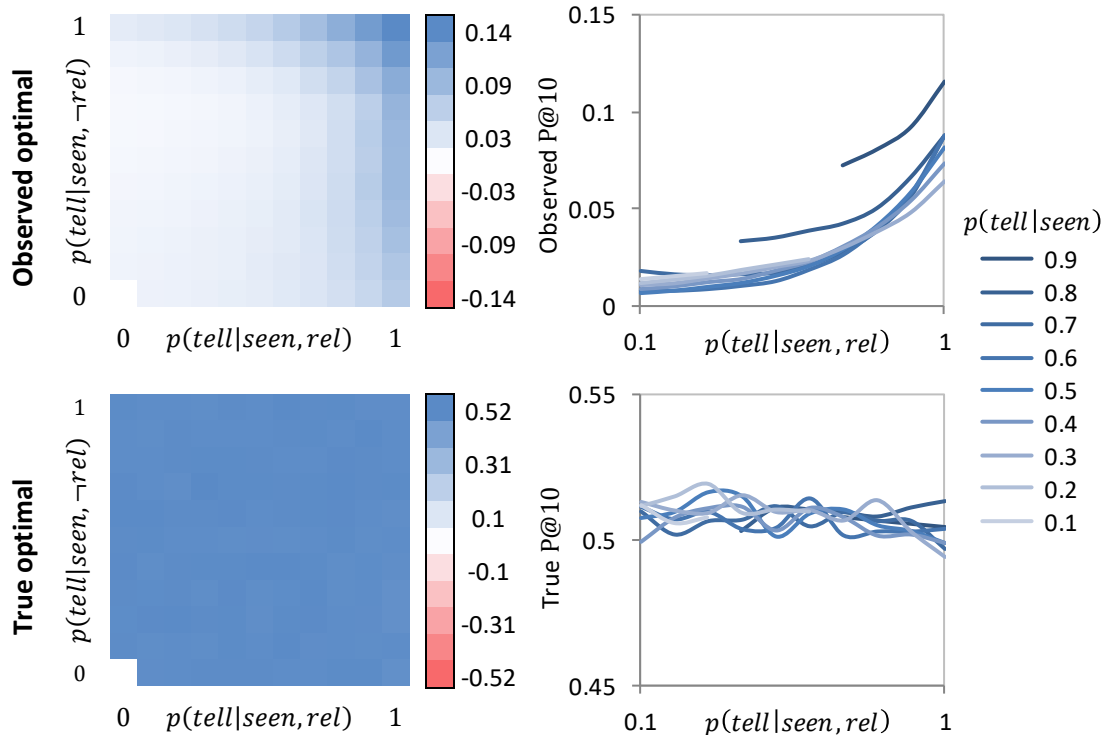 Observed optimal
p(tell|seen, ¬rel)
1
0
0 p(tell|seen, rel) 1
0.14
0.09
0.03
-0.03
-0.09
-0.14
Observed P@10
0.15
0.1
0.05
0
0.1 p(tell|seen, rel) 1
p(tell|seen)
0.9
0.8
0.7
0.6
0.5
0.4
0.3
0.2
0.1
True optimal
p(tell|seen, ¬rel)
1
0
0 p(tell|seen, rel) 1
0.52
0.31
0.1
-0.1
-0.31
-0.52
True P@10
0.55
0.5
0.45
0.1 p(tell|seen, rel) 1